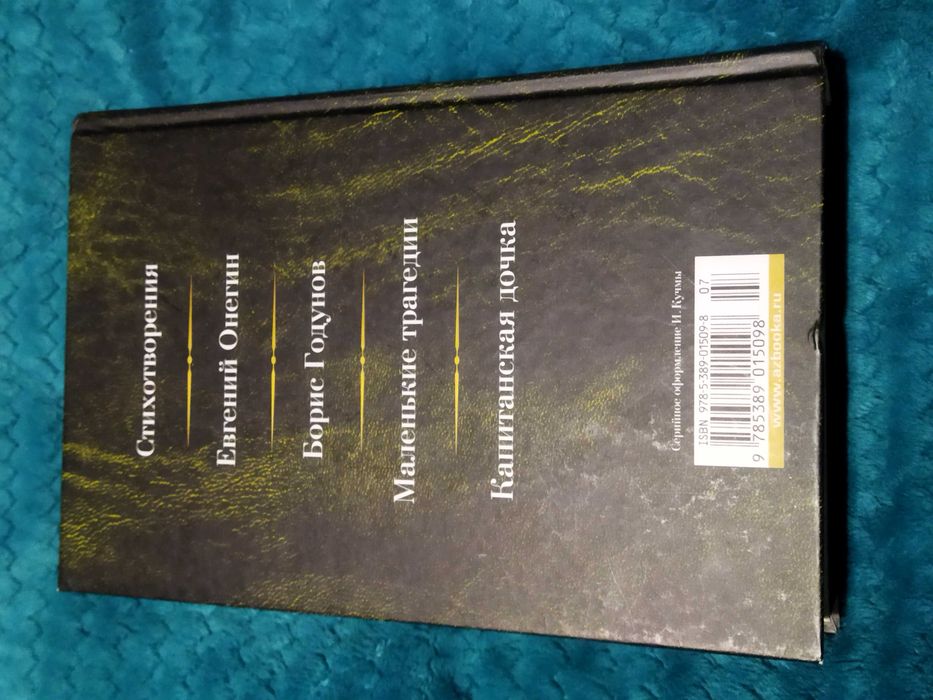 Стихотворения
Евгений Онегин
Борис Годунов
Маленькие трагедии
Капитанская дочка
Серийное оформление И. Кучмы
ISBN 978-5-389-01509-8
07
9 785389 015098
www.azbooka.ru